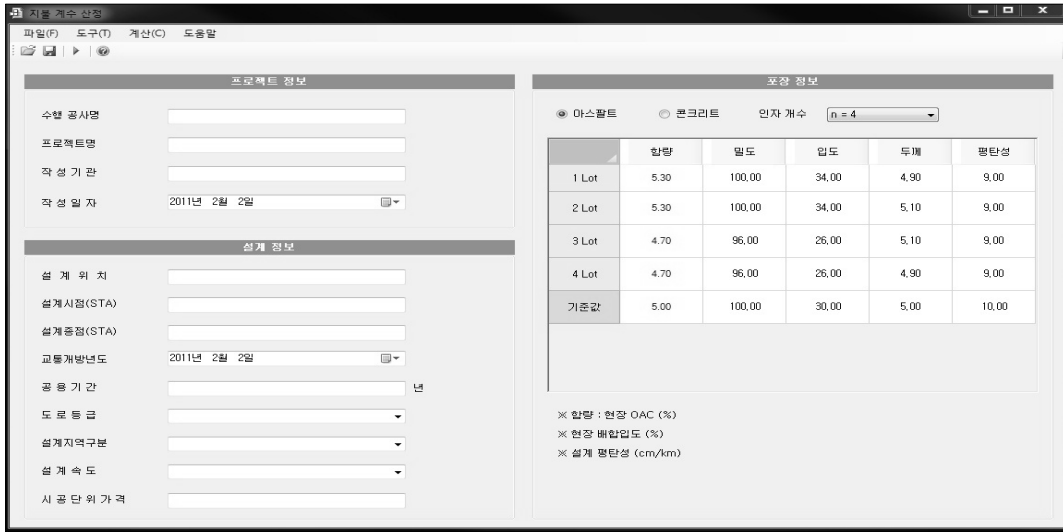 지불 계수 산정
파일(F) 도구(T) 계산(C) 도움말
프로젝트 정보
수행 공사명
프로젝트명
작 성 기 관
작 성 일 자 2011년 2월 2일
설계 정보
설 계 위 치
설계시점(STA)
설계종점(STA)
교통개방년도 2011년 2월 2일
공 용 기 간 년
도 로 등 급
설계지역구분
설 계 속 도
시 공 단 위 가 격
포장 정보
아스팔트 콘크리트 인자 개수 n = 4
함량 밀도 입도 두께 평탄성
1 Lot 5.30 100,00 34,00 4,90 9,00
2 Lot 5.30 100,00 34,00 5,10 9,00
3 Lot 4.70 96,00 26,00 5,10 9,00
4 Lot 4.70 96,00 26,00 4,90 9,00
기준값 5.00 100,00 30,00 5,00 10,00
※ 함량 : 현장 OAC (%)
※ 현장 배합입도 (%)
※ 설계 평탄성 (cm/km)